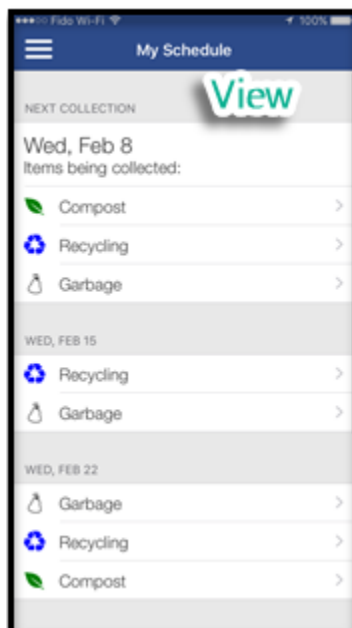 Fido Wi-Fi 100%
My Schedule
View
NEXT COLLECTION
Wed, Feb 8
Items being collected:
Compost
Recycling
Garbage
WED, FEB 15
Recycling
Garbage
WED, FEB 22
Garbage
Recycling
Compost